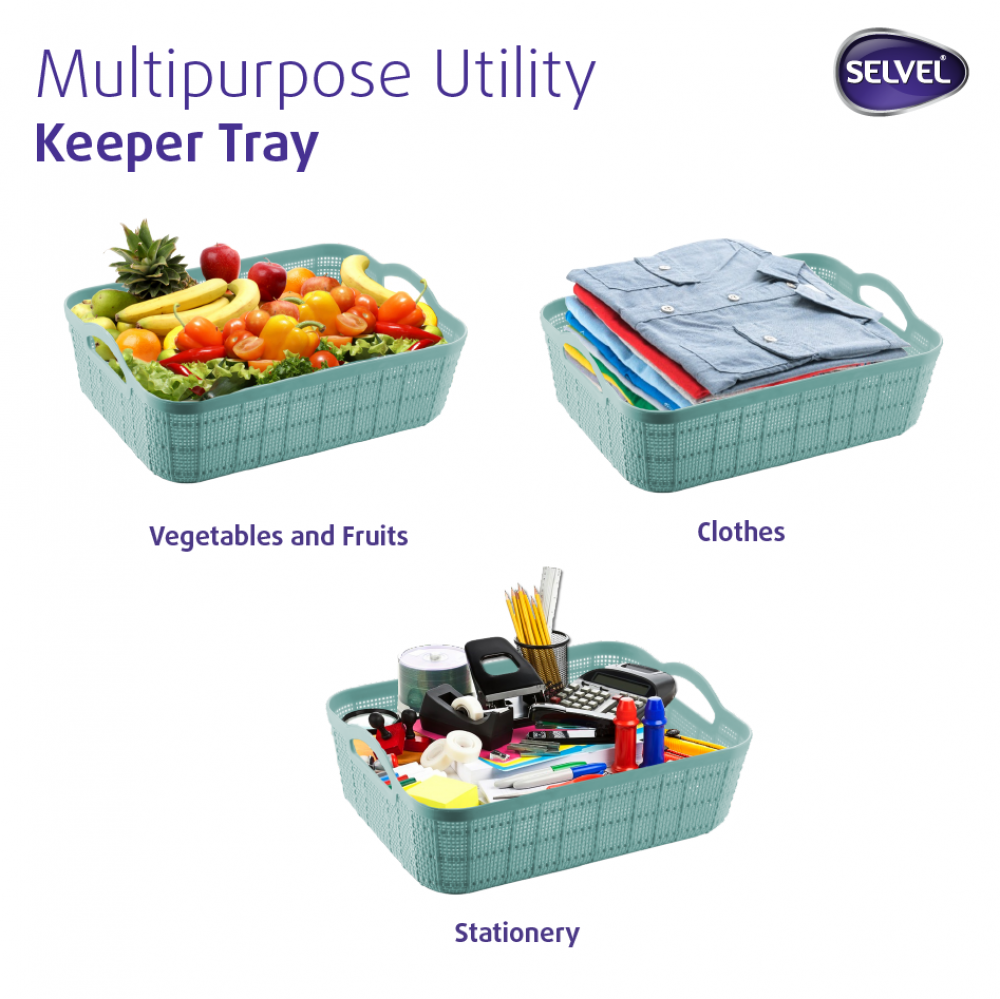 Multipurpose Utility
Keeper Tray
SELVEL®
Vegetables and Fruits
Clothes
Stationery